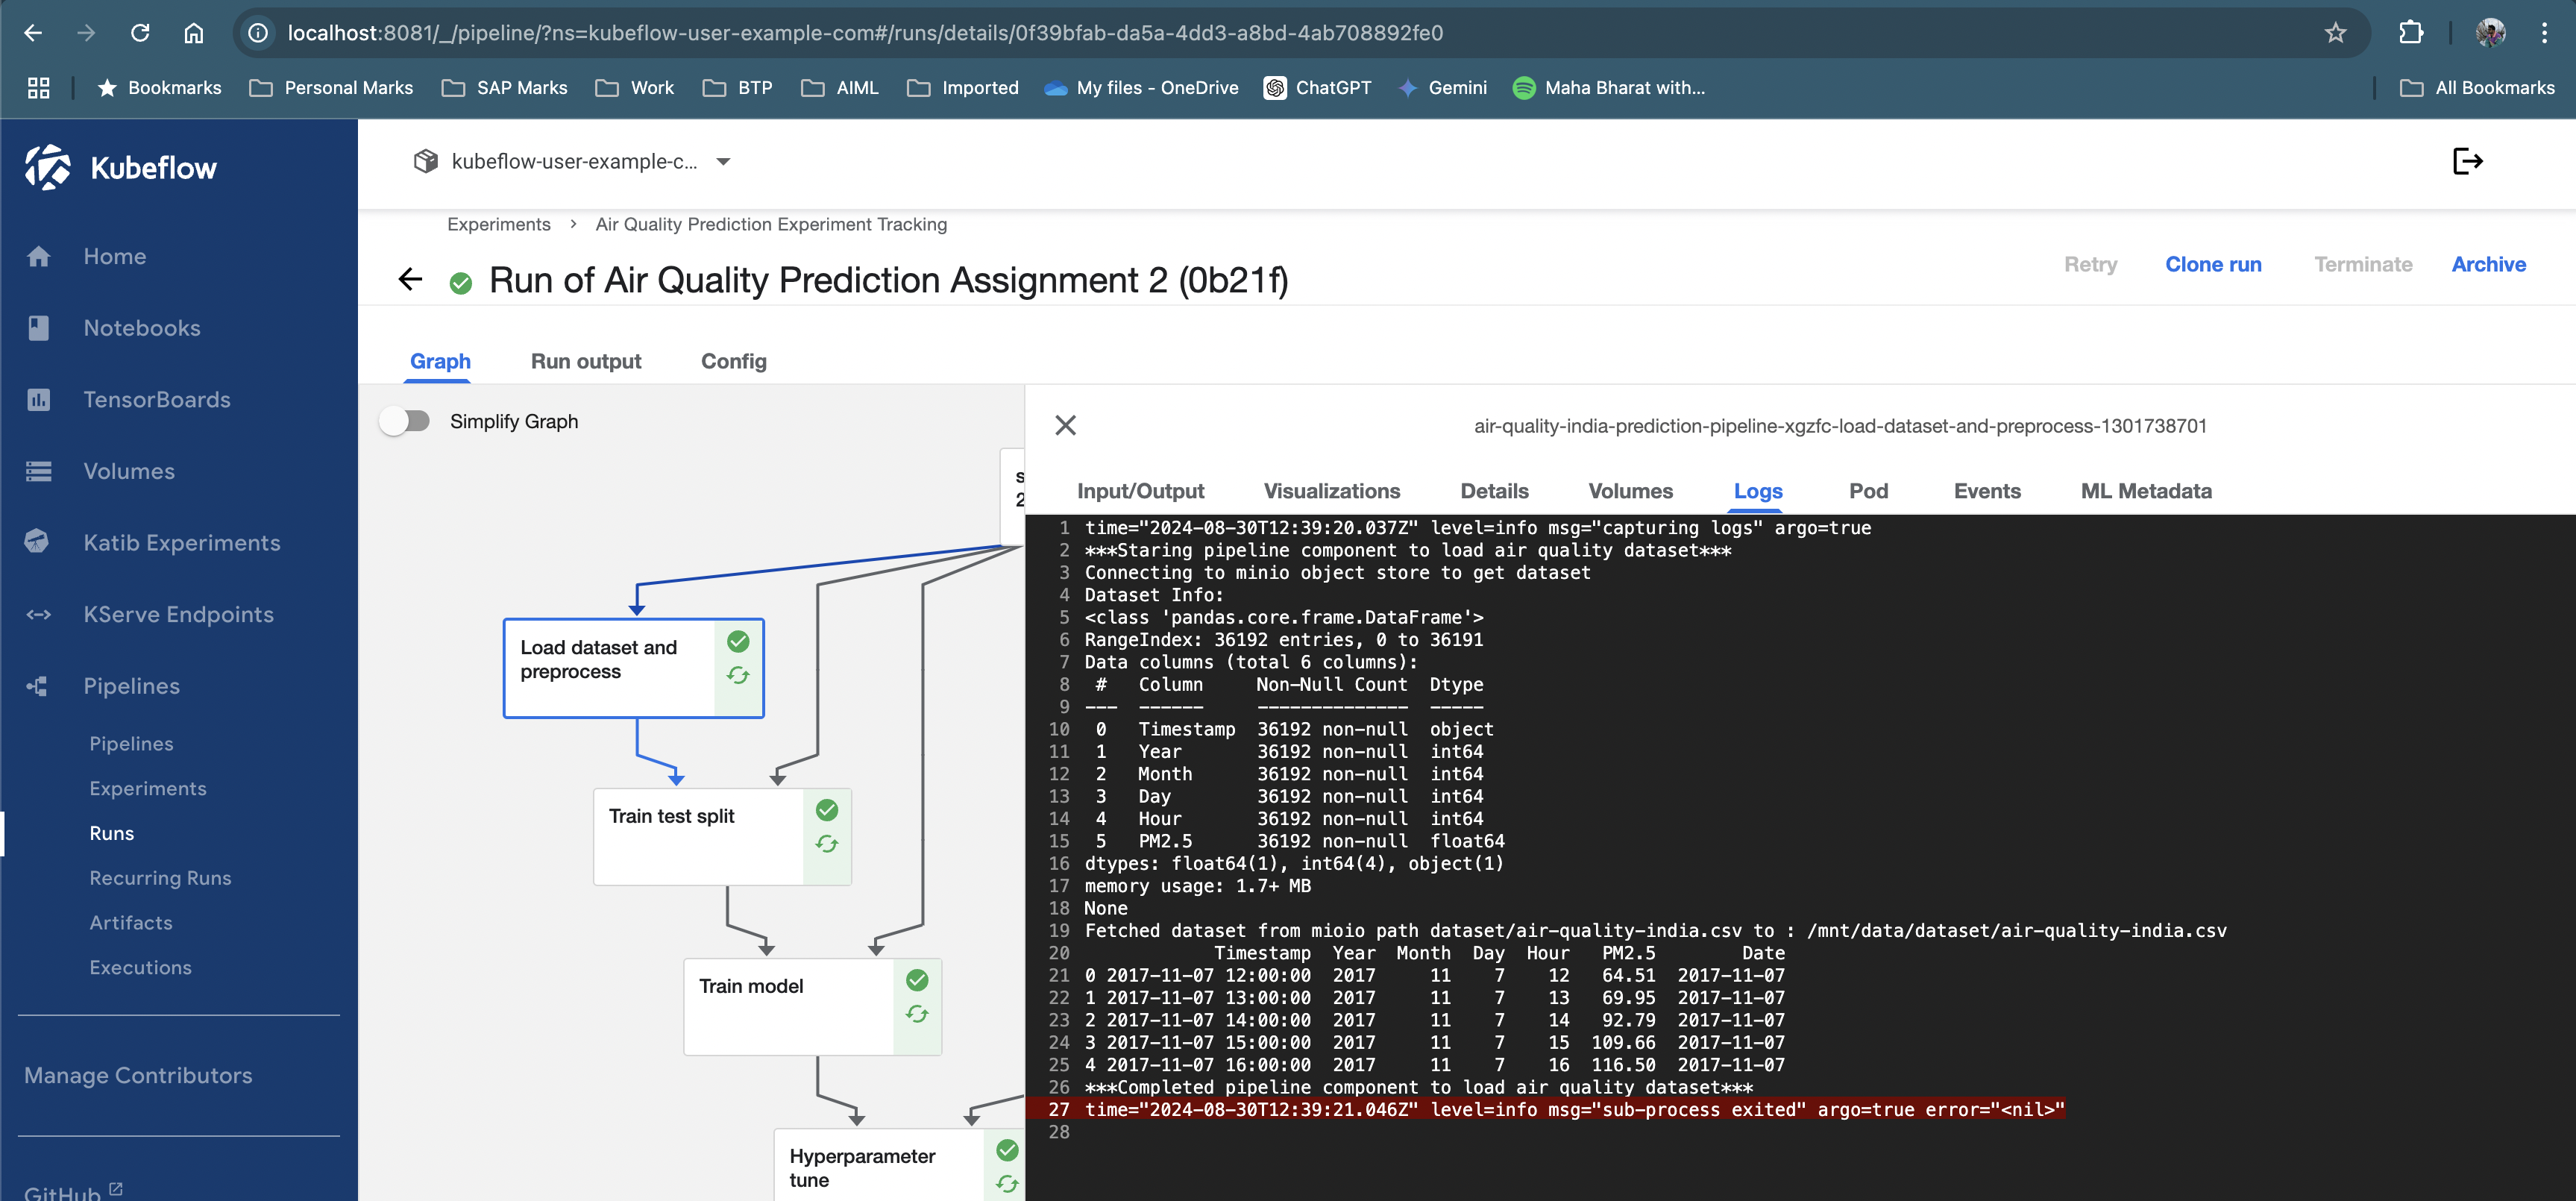 localhost:8081/_/pipeline/?ns=kubeflow-user-example-com#/runs/details/0f39bfab-da5a-4dd3-a8bd-4ab708892fe0
Bookmarks Personal Marks SAP Marks Work BTP AIML Imported My files - OneDrive ChatGPT Gemini Maha Bharat with... All Bookmarks
Kubeflow
Home
Notebooks
TensorBoards
Volumes
Katib Experiments
KServe Endpoints
Pipelines
Pipelines
Experiments
Runs
Recurring Runs
Artifacts
Executions
Manage Contributors
GitHub
kubeflow-user-example-c...
Experiments > Air Quality Prediction Experiment Tracking
Run of Air Quality Prediction Assignment 2 (0b21f)
Retry Clone run Terminate Archive
Graph Run output Config
Simplify Graph
s
2
Load dataset and
preprocess
Train test split
Train model
Hyperparameter
tune
air-quality-india-prediction-pipeline-xgzfc-load-dataset-and-preprocess-1301738701
Input/Output Visualizations Details Volumes Logs Pod Events ML Metadata
1 time="2024-08-30T12:39:20.037Z" level=info msg="capturing logs" argo=true
2 ***Staring pipeline component to load air quality dataset***
3 Connecting to minio object store to get dataset
4 Dataset Info:
5 <class 'pandas.core.frame.DataFrame'>
6 RangeIndex: 36192 entries, 0 to 36191
7 Data columns (total 6 columns):
8 # Column Non-Null Count Dtype
9 --- ------ -------------- -----
10 0 Timestamp 36192 non-null object
11 1 Year 36192 non-null int64
12 2 Month 36192 non-null int64
13 3 Day 36192 non-null int64
14 4 Hour 36192 non-null int64
15 5 PM2.5 36192 non-null float64
16 dtypes: float64(1), int64(4), object(1)
17 memory usage: 1.7+ MB
18 None
19 Fetched dataset from mioio path dataset/air-quality-india.csv to : /mnt/data/dataset/air-quality-india.csv
20 Timestamp Year Month Day Hour PM2.5 Date
21 0 2017-11-07 12:00:00 2017 11 7 12 64.51 2017-11-07
22 1 2017-11-07 13:00:00 2017 11 7 13 69.95 2017-11-07
23 2 2017-11-07 14:00:00 2017 11 7 14 92.79 2017-11-07
24 3 2017-11-07 15:00:00 2017 11 7 15 109.66 2017-11-07
25 4 2017-11-07 16:00:00 2017 11 7 16 116.50 2017-11-07
26 ***Completed pipeline component to load air quality dataset***
27 time="2024-08-30T12:39:21.046Z" level=info msg="sub-process exited" argo=true error="<nil>"
28